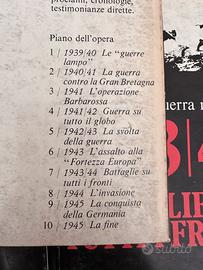 proclami, cronologie,
testimonianze dirette.
Piano dell'opera
1 / 1939/40 Le "guerre
lampo"
2 / 1940/41 La guerra
contro la Gran Bretagna
3 / 1941 L'operazione
Barbarossa
4 / 1941/42 Guerra su
tutto il globo
5 / 1942/43 La svolta
della guerra
6 / 1943 L'assalto alla
"Fortezza Europa"
7 / 1943/44 Battaglie su
tutti i fronti
8 / 1944 L'invasione
9 / 1945 La conquista
della Germania
10 / 1945 La fine
uerra
3/4
LIE
subito